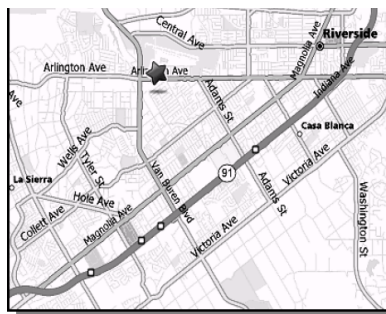 Central Ave
Magnolia Ave
Riverside
Arlington Ave
Indiana Ave
Adams St
Casa Blanca
Wells Ave
Tyler St
La Sierra
Van Buren Blvd
91
Victoria Ave
Hole Ave
Adams St
Washington St
Collett Ave
Magnolia Ave
Victoria Ave
Ave